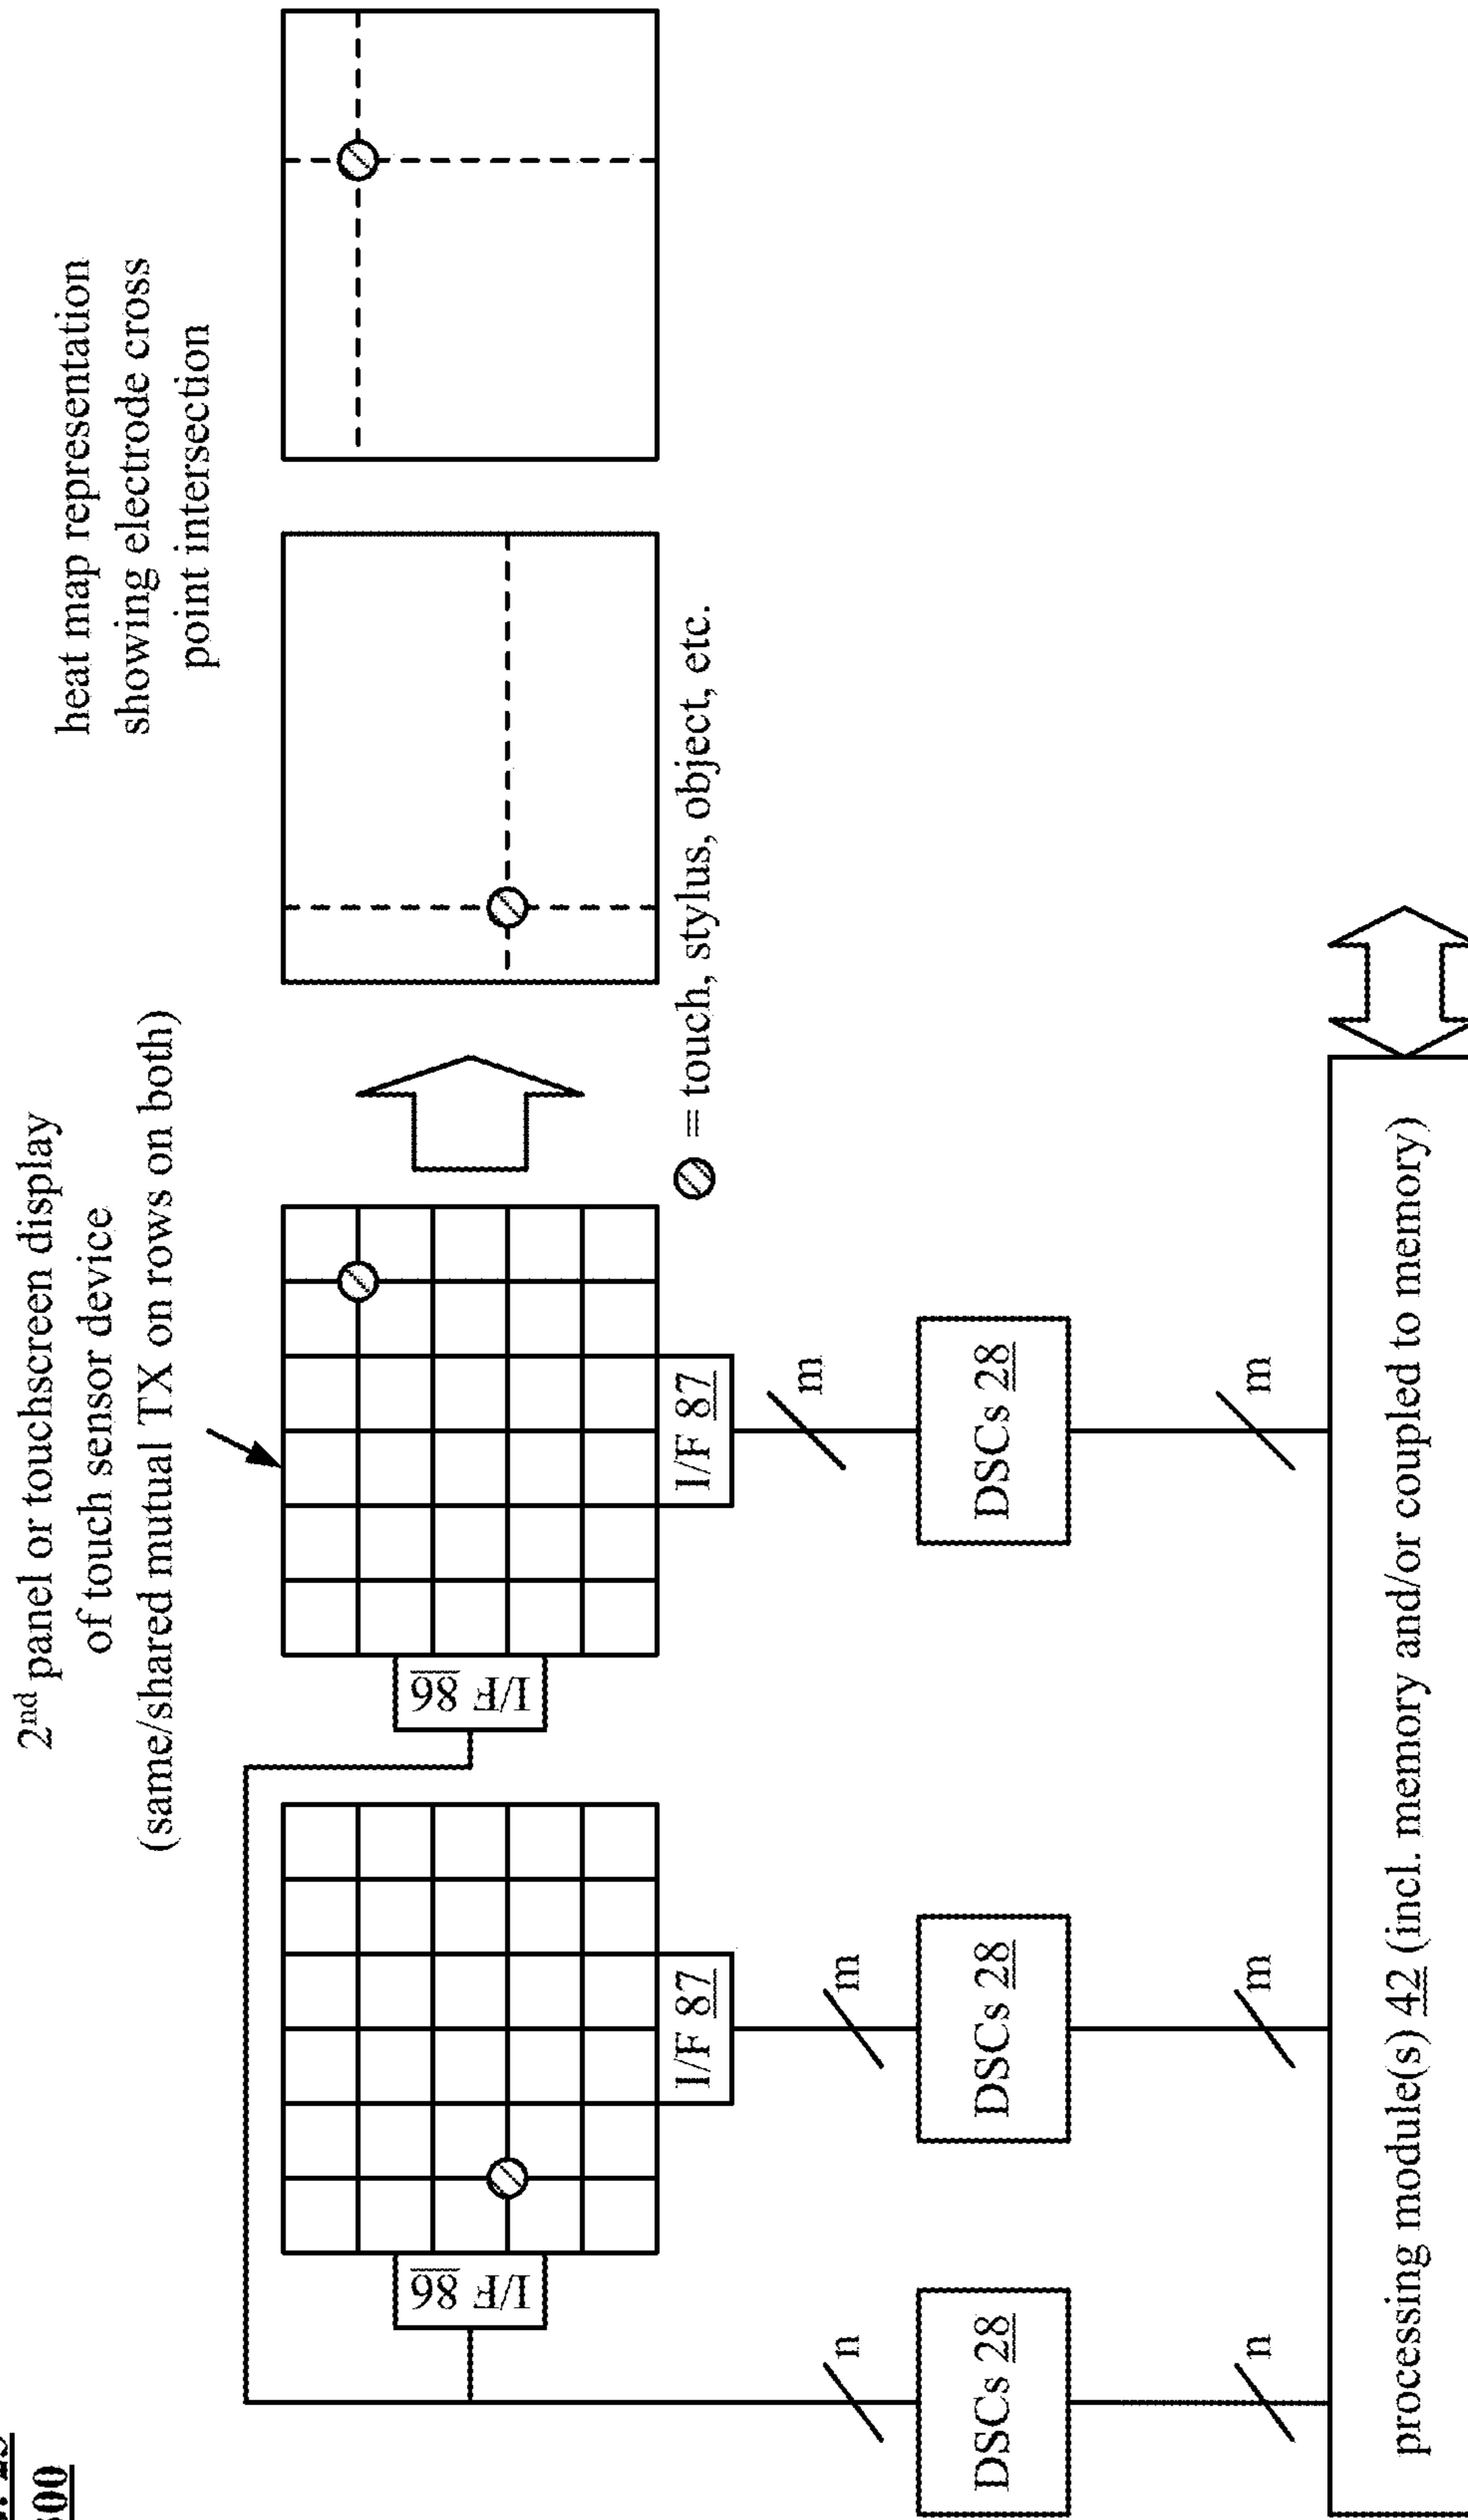 2nd panel or touchscreen display
of touch sensor device
(same/shared mutual TX on rows on both)
heat map representation
showing electrode cross
point intersection
I/F 86
I/F 86
I/F 87
I/F 87
= touch, stylus, object, etc.
n
m
m
DSCs 28
DSCs 28
DSCs 28
n
m
m
processing module(s) 42 (incl. memory and/or coupled to memory)